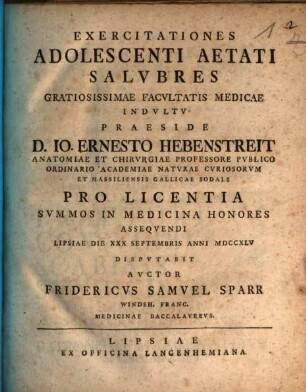 1 2
EXERCITATIONES
ADOLESCENTI AETATI
SALVBRES
GRATIOSISSIMAE FACVLTATIS MEDICAE
INDVLTV
PRAESIDE
D. IO. ERNESTO HEBENSTREIT
ANATOMIAE ET CHIRVRGIAE PROFESSORE PVBLICO
ORDINARIO ACADEMIAE NATVRAE CVRIOSORVM
ET MASSILIENSIS GALLICAE SODALE
PRO LICENTIA
SVMMOS IN MEDICINA HONORES
ASSEQVENDI
LIPSIAE DIE XXX SEPTEMBRIS ANNI MDCCXLV
DISPVTABIT
AVCTOR
FRIDERICVS SAMVEL SPARR
WINDSH. FRANC.
MEDICINAE BACCALAVREVS.
LIPSIAE
EX OFFICINA LANGENHEMIANA.